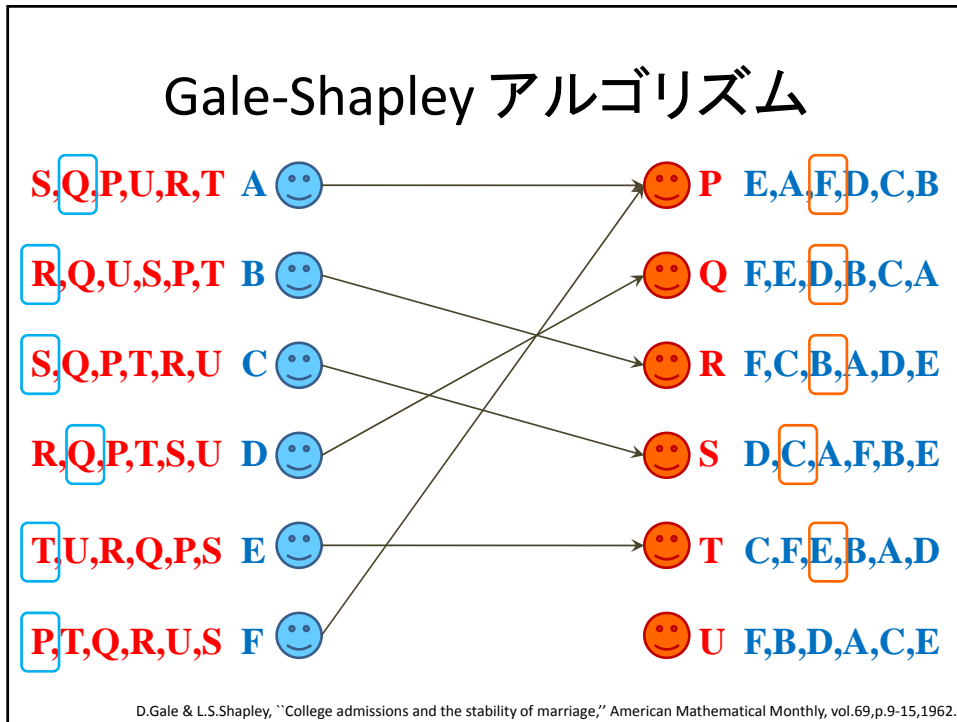 Gale-Shapley アルゴリズム
S,Q,P,U,R,T A P E,A,F,D,C,B
R,Q,U,S,P,T B Q F,E,D,B,C,A
S,Q,P,T,R,U C R F,C,B,A,D,E
R,Q,P,T,S,U D S D,C,A,F,B,E
T,U,R,Q,P,S E T C,F,E,B,A,D
P,T,Q,R,U,S F U F,B,D,A,C,E
D.Gale & L.S.Shapley, ``College admissions and the stability of marriage,'' American Mathematical Monthly, vol.69,p.9-15,1962.